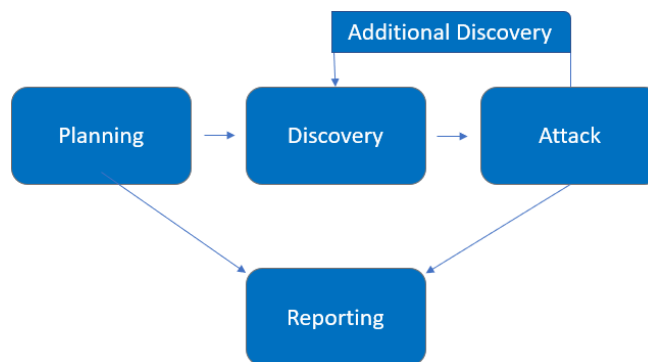 Additional Discovery
Planning
Discovery
Attack
Reporting